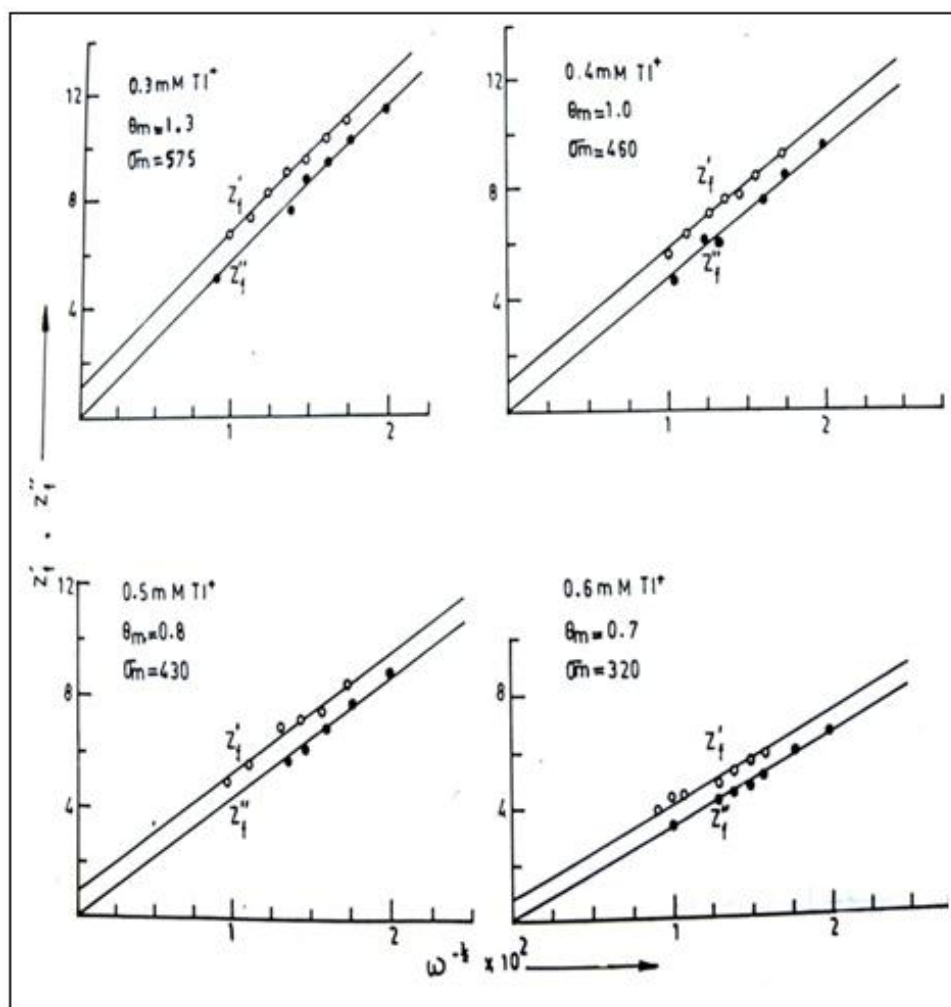 12
8
4
0.3mM Tl⁺
θm=1.3
σm=575
Z'f
Z''f
1 2
12
8
4
0.4mM Tl⁺
θm=1.0
σm=460
Z'f
Z''f
1 2
Z'f . Z''f
12
8
4
0.5mM Tl⁺
θm=0.8
σm=430
Z'f
Z''f
1 2
8
4
0.6mM Tl⁺
θm=0.7
σm=320
Z'f
Z''f
1 2
ω^-½ × 10²